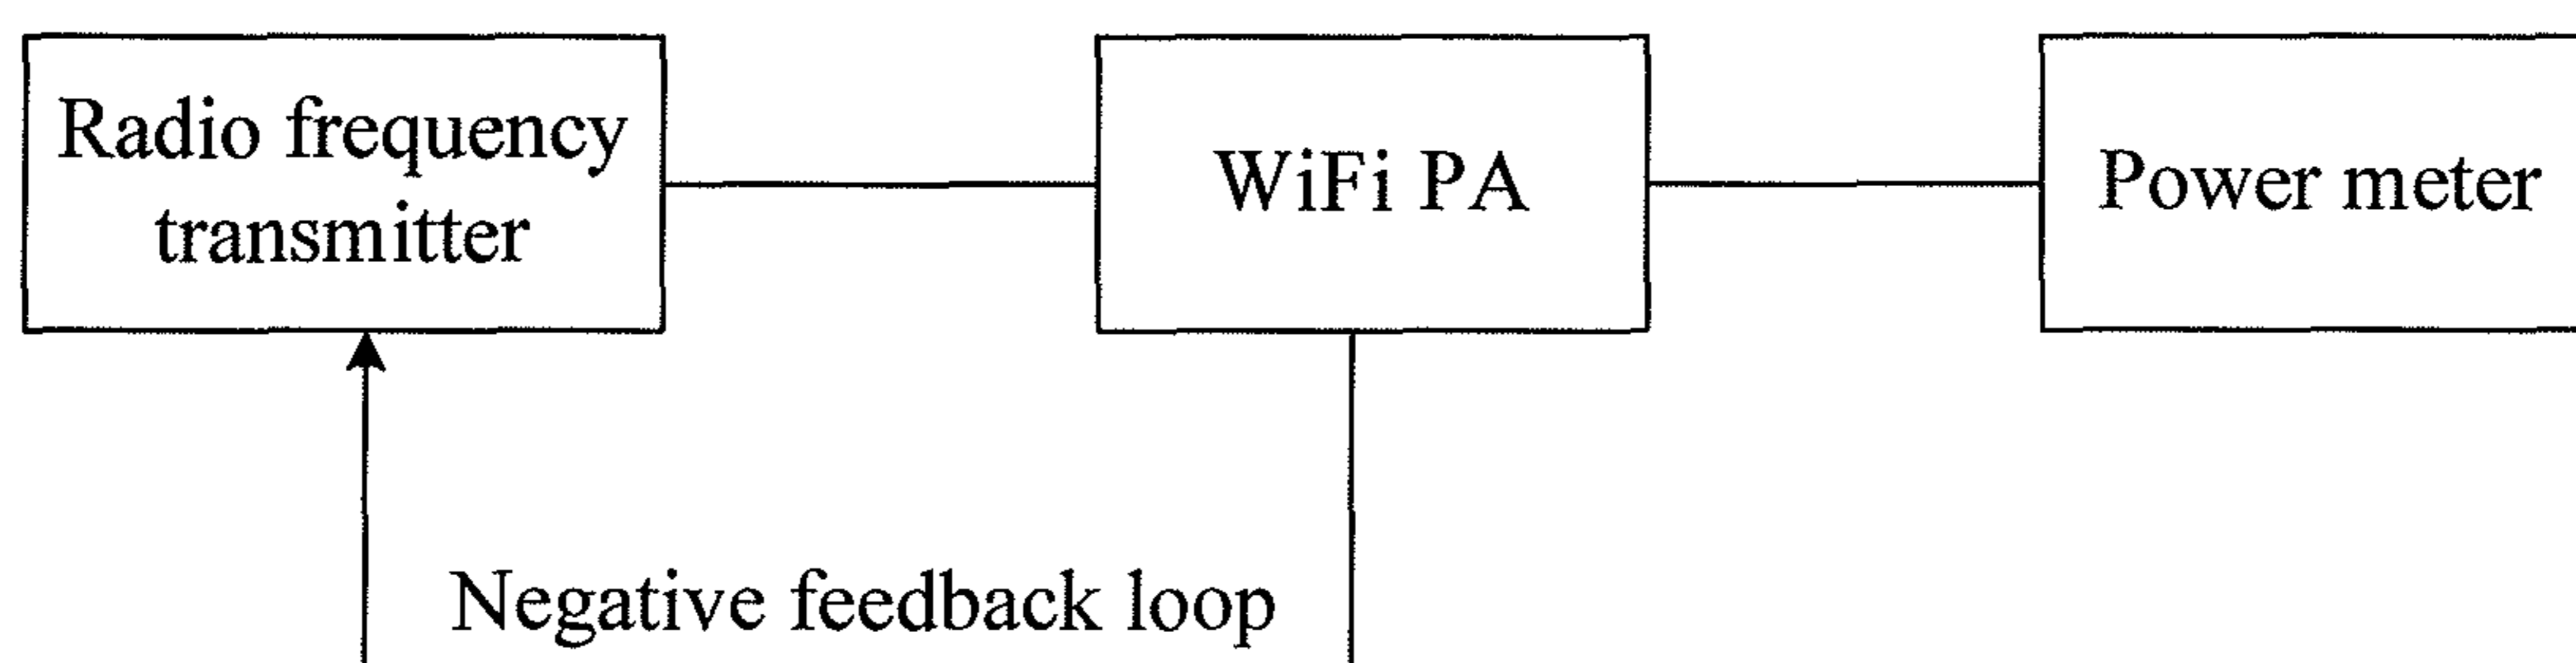 Radio frequency
transmitter
WiFi PA
Power meter
Negative feedback loop